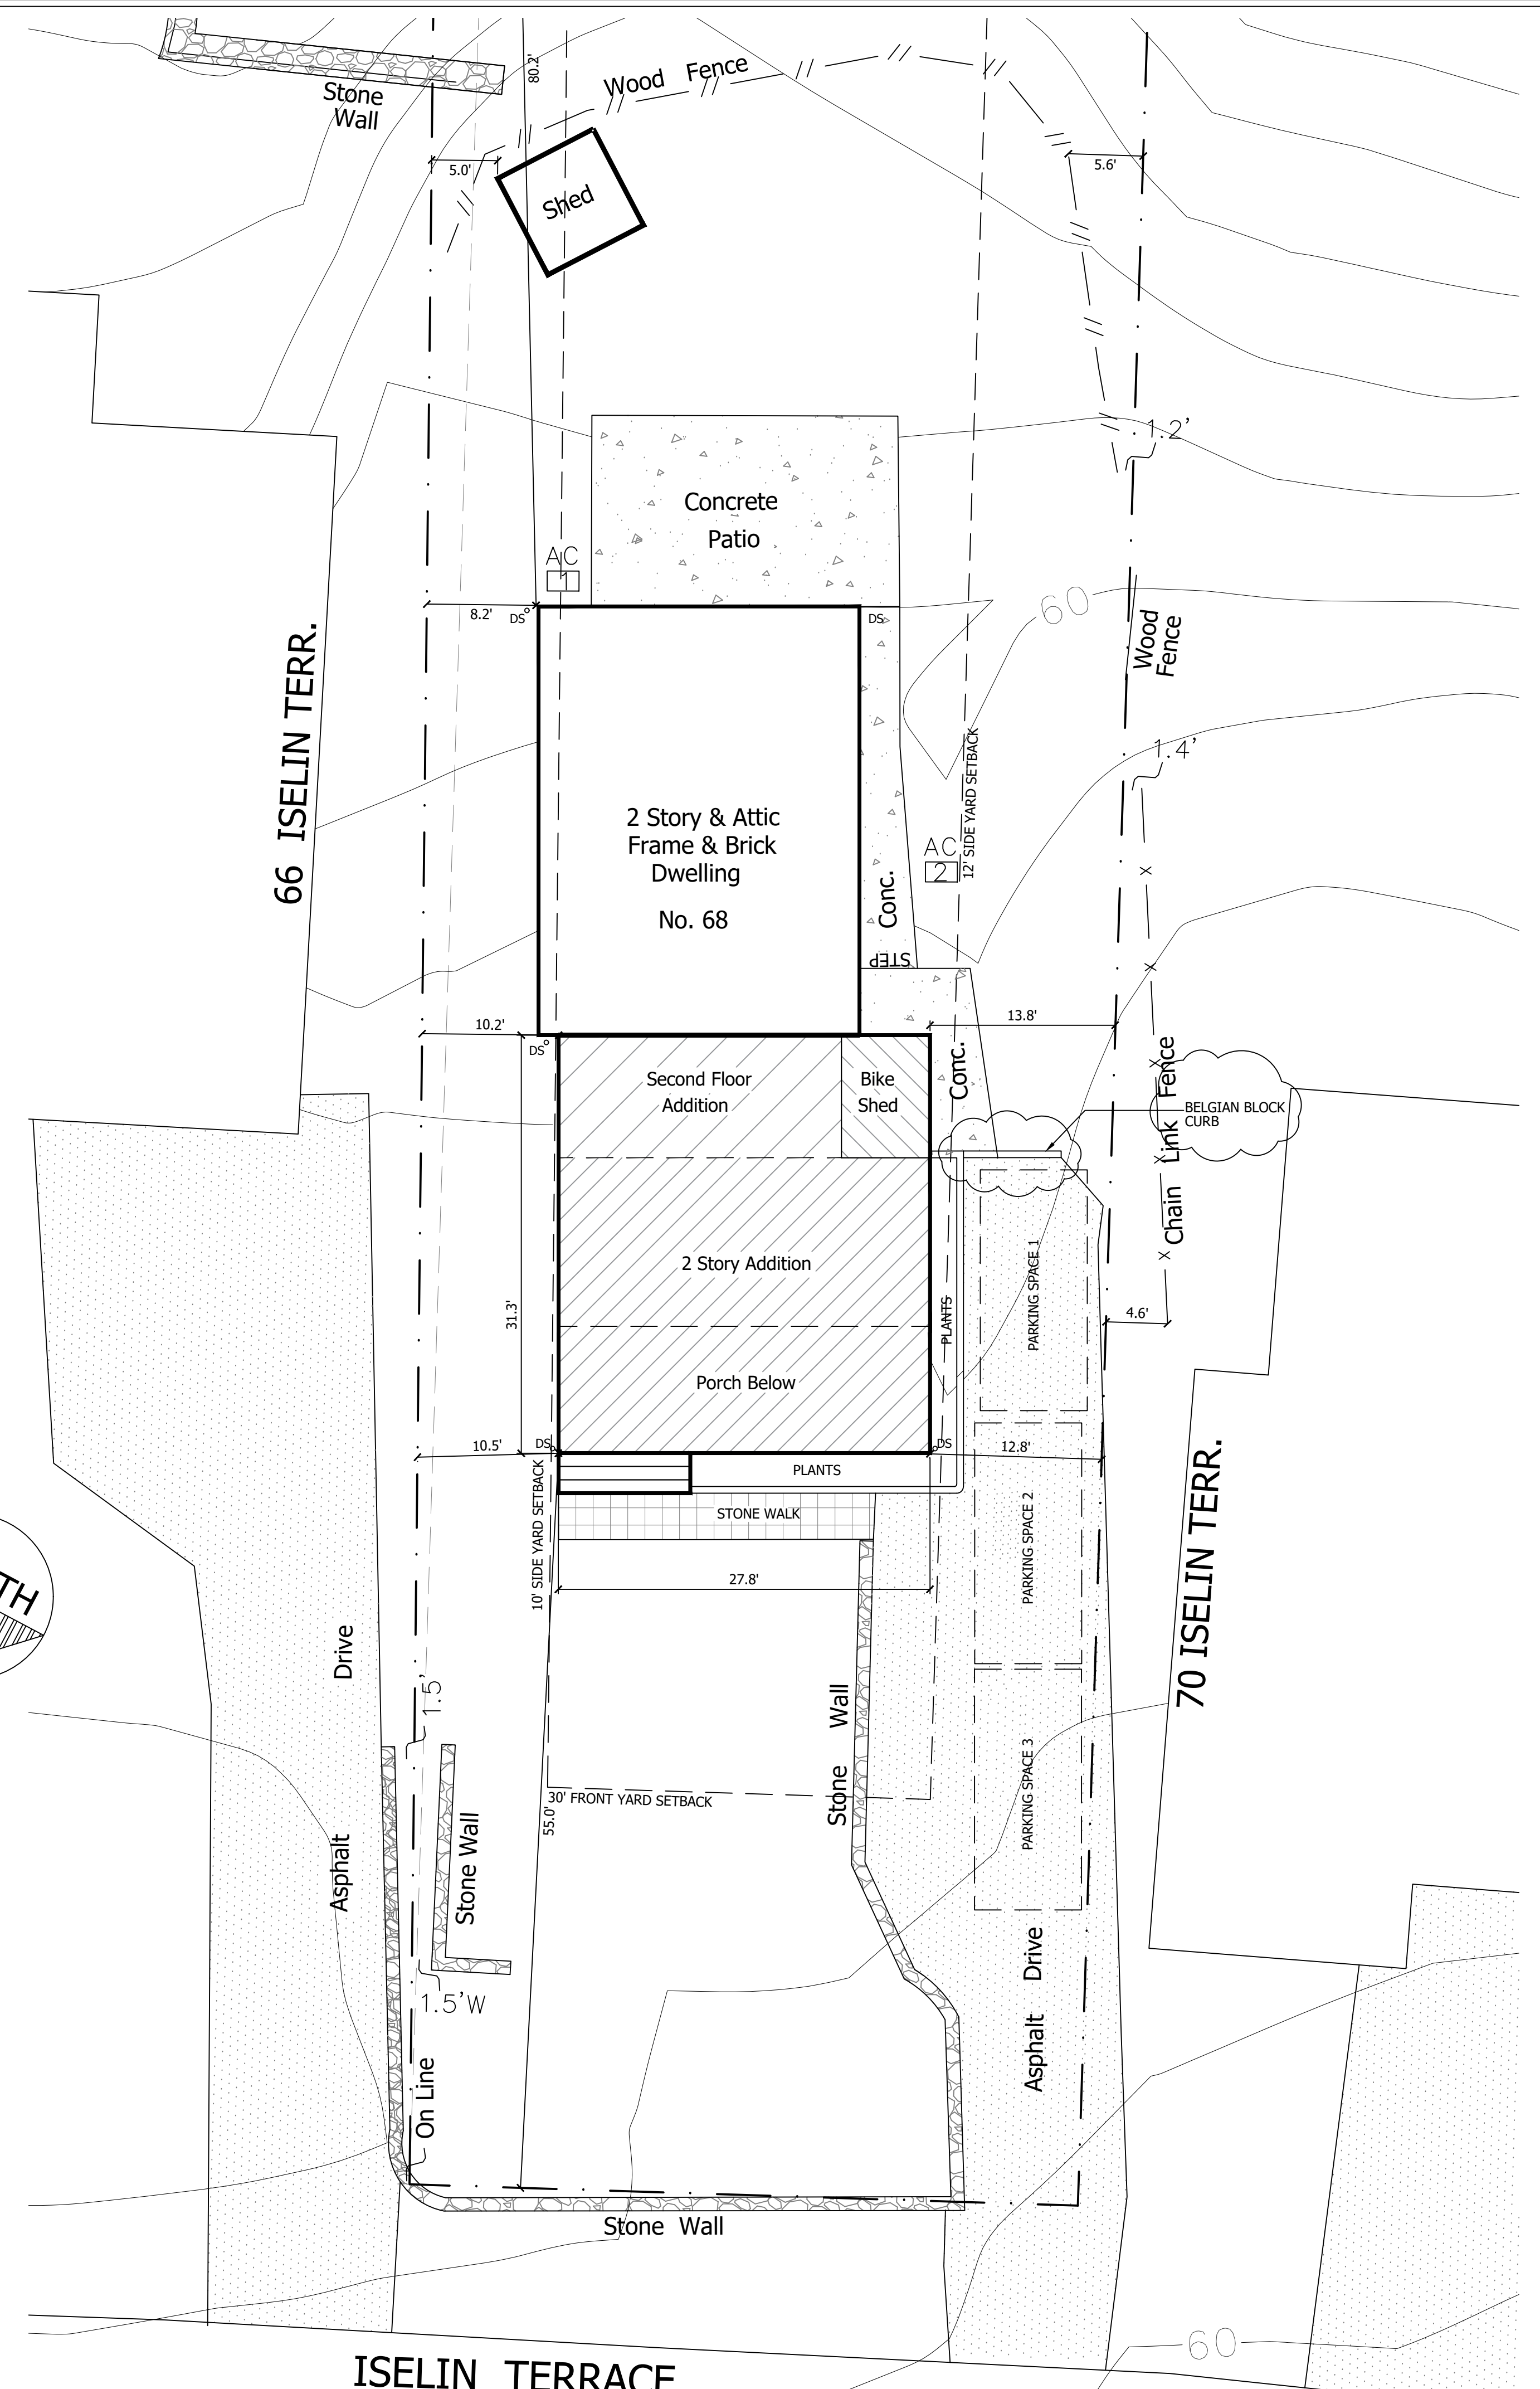 80.2'
Wood Fence
Stone
Wall
5.0'
5.6'
Shed
1.2'
Concrete
Patio
AC
1
60
8.2'
DS
DS
Wood
Fence
66 ISELIN TERR.
1.4'
12' SIDE YARD SETBACK
2 Story & Attic
Frame & Brick
Dwelling
No. 68
AC
2
Conc.
STEP
10.2'
13.8'
DS
Conc.
Second Floor
Addition
Bike
Shed
Chain Link Fence
BELGIAN BLOCK
CURB
2 Story Addition
PARKING SPACE 1
PLANTS
31.3'
4.6'
Porch Below
10.5'
DS
DS
12.8'
PLANTS
10' SIDE YARD SETBACK
STONE WALK
PARKING SPACE 2
70 ISELIN TERR.
27.8'
TH
Asphalt Drive
1.5'
Stone Wall
PARKING SPACE 3
30' FRONT YARD SETBACK
55.0'
Stone Wall
1.5'W
Asphalt Drive
On Line
Stone Wall
60
ISELIN TERRACE